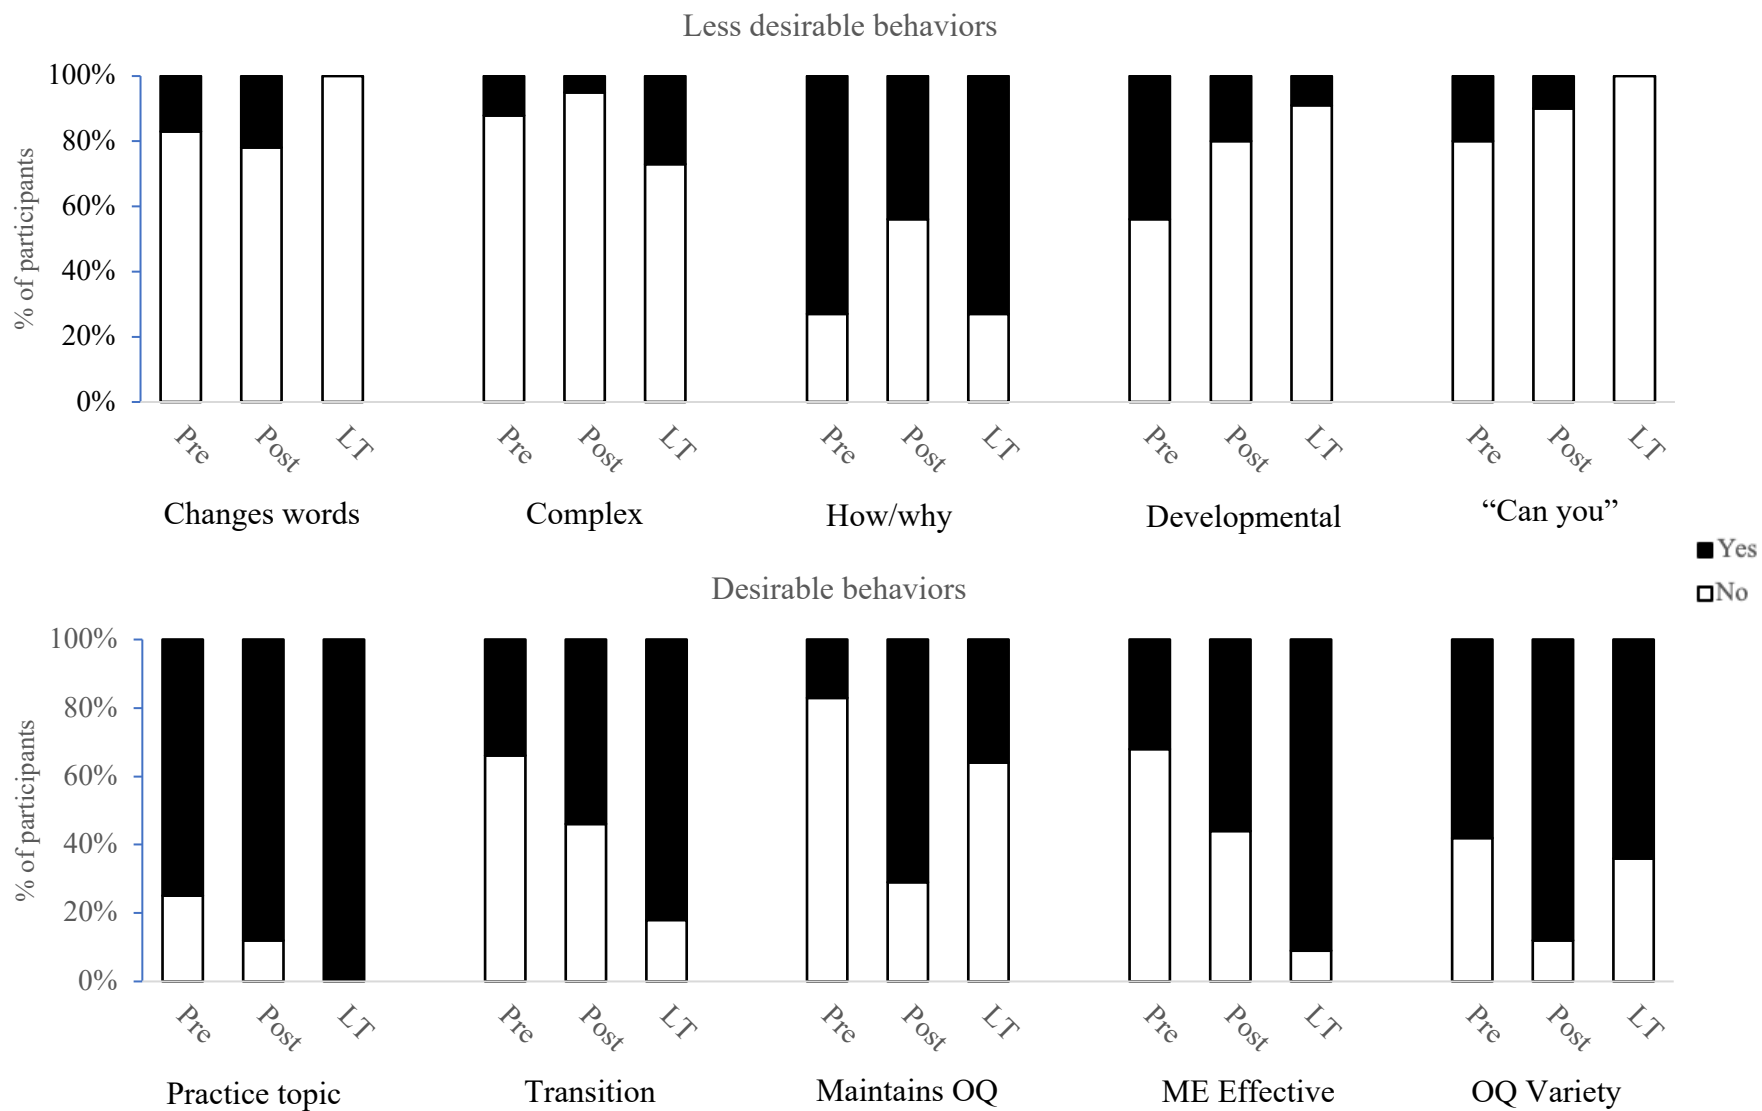 Less desirable behaviors
100%
80%
60%
40%
20%
0%
% of participants
Pre Post LT Pre Post LT Pre Post LT Pre Post LT Pre Post LT
Changes words Complex How/why Developmental “Can you”
Yes
No
Desirable behaviors
100%
80%
60%
40%
20%
0%
% of participants
Pre Post LT Pre Post LT Pre Post LT Pre Post LT Pre Post LT
Practice topic Transition Maintains OQ ME Effective OQ Variety